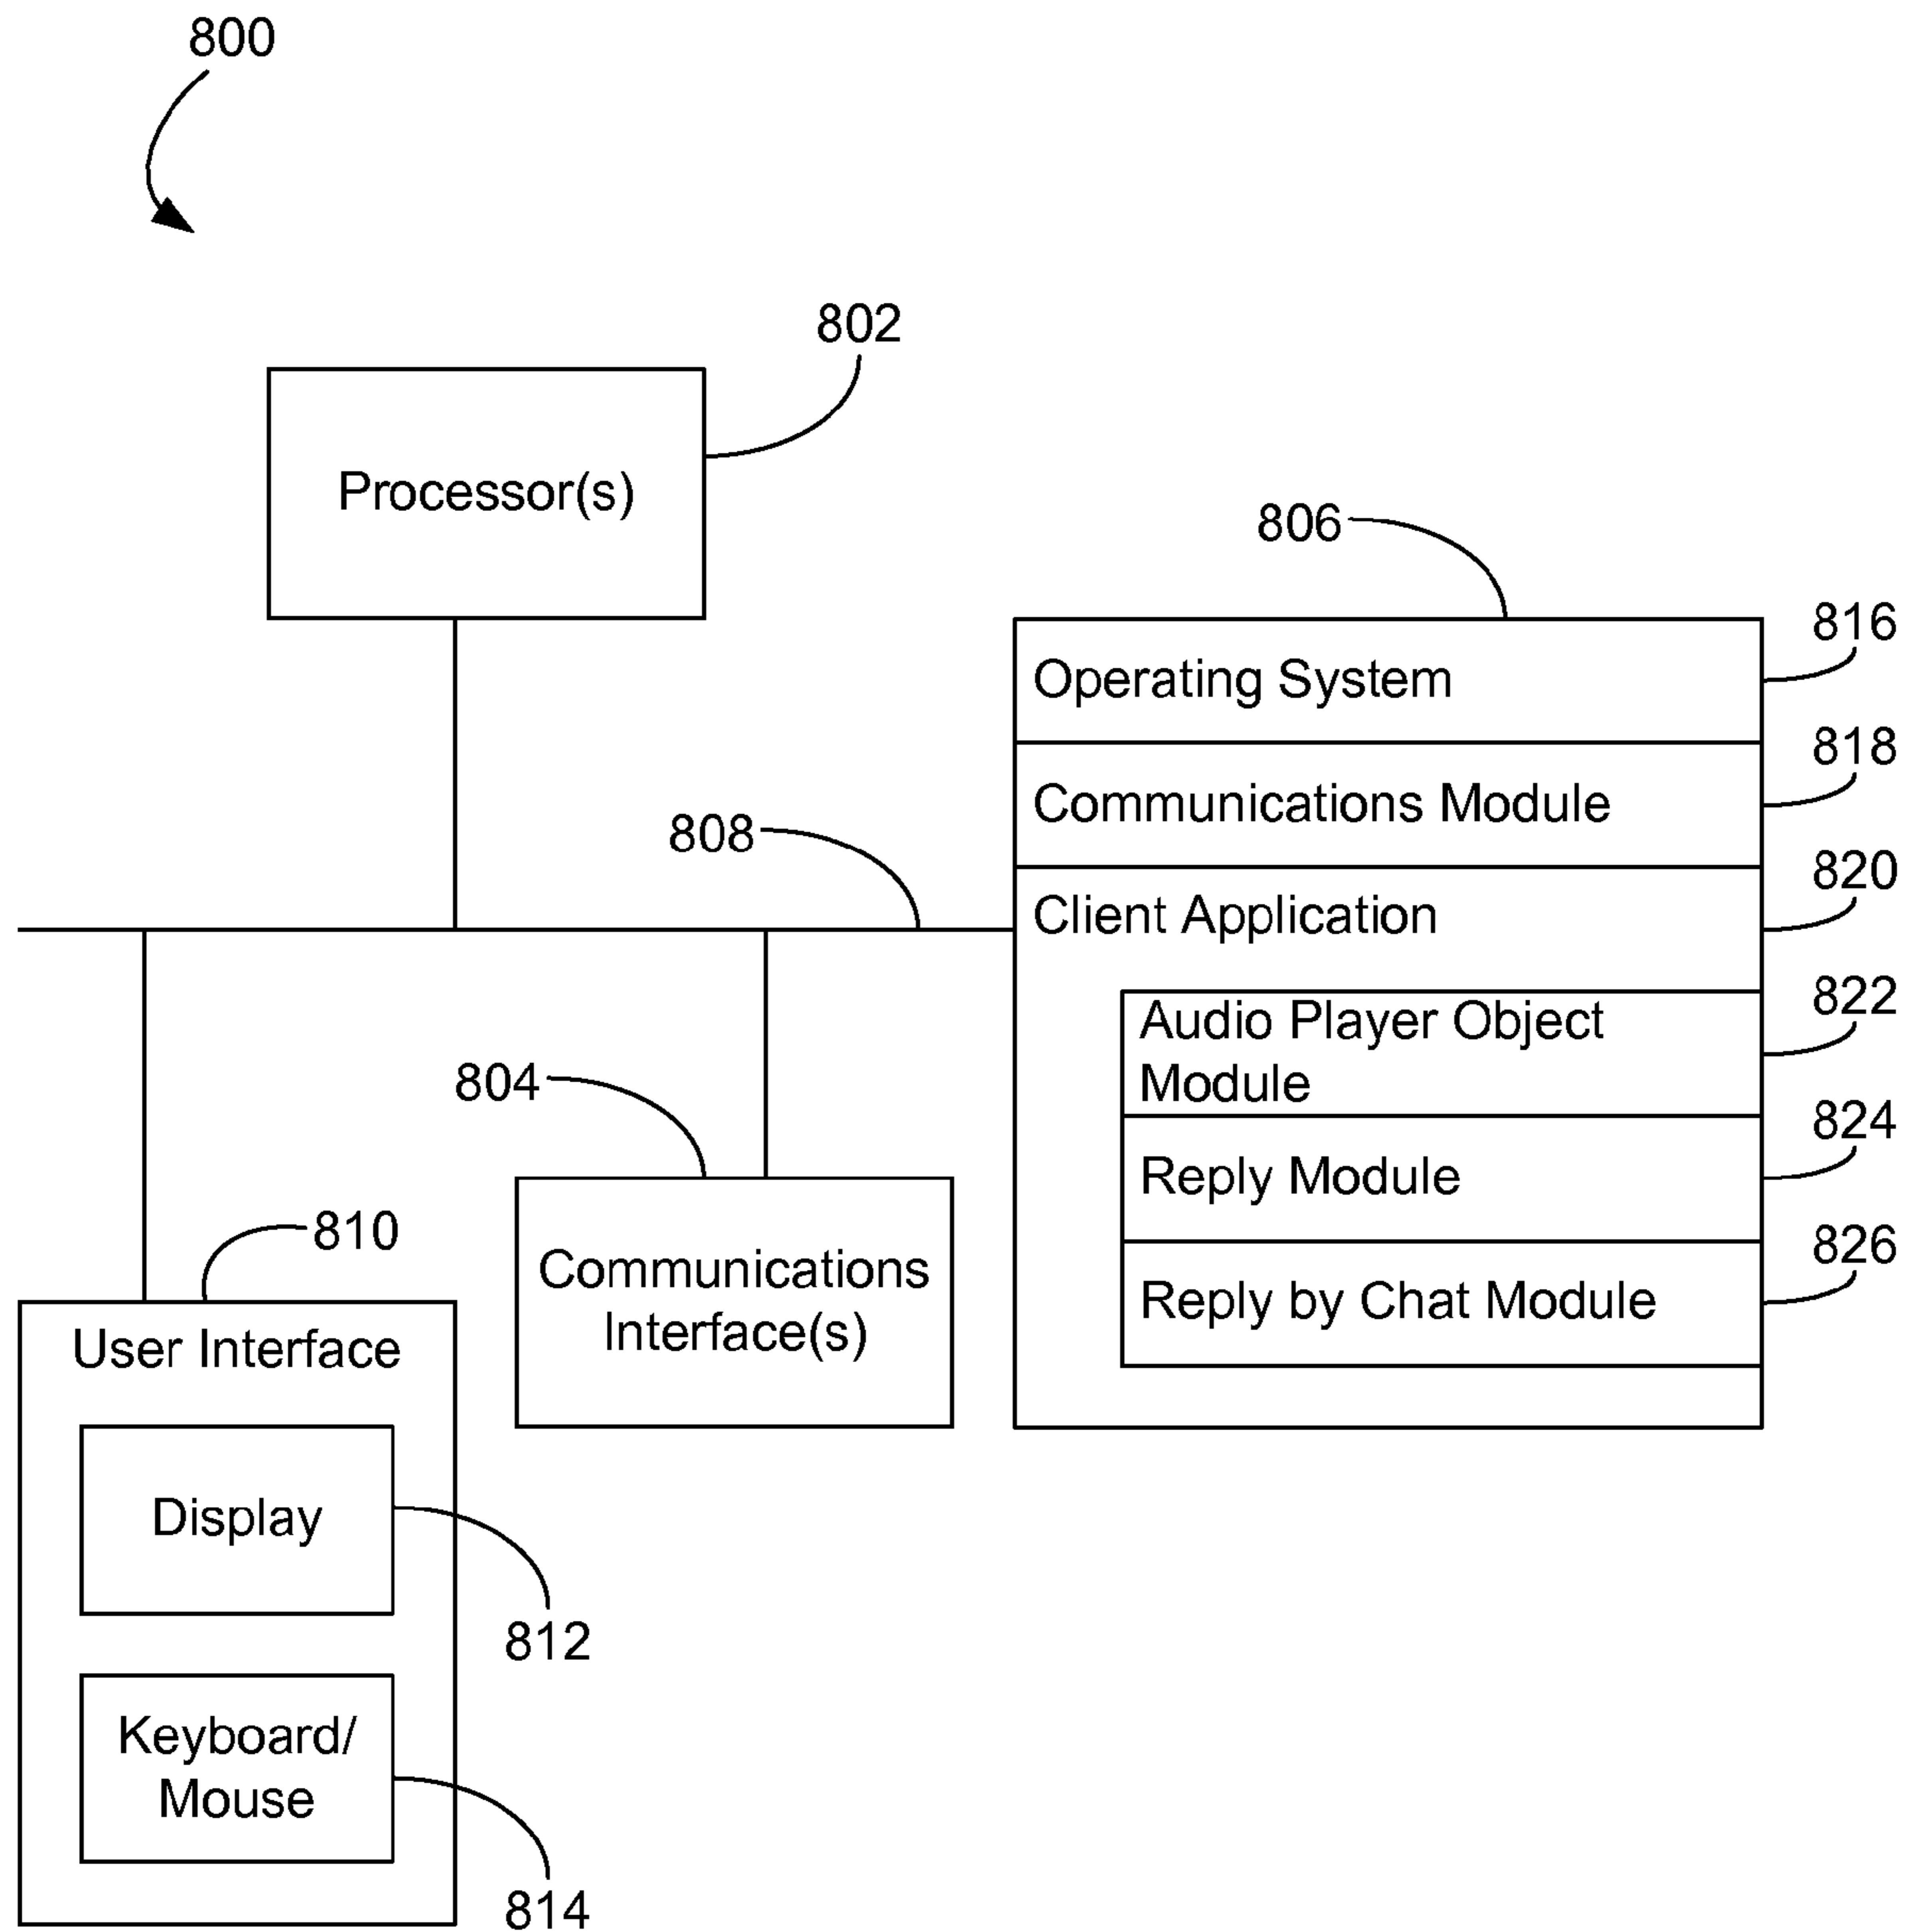 800
802
Processor(s)
806
816
Operating System
818
Communications Module
808
820
Client Application
822
Audio Player Object
Module
804
824
Reply Module
810
826
Communications
Interface(s)
Reply by Chat Module
User Interface
Display
812
Keyboard/
Mouse
814